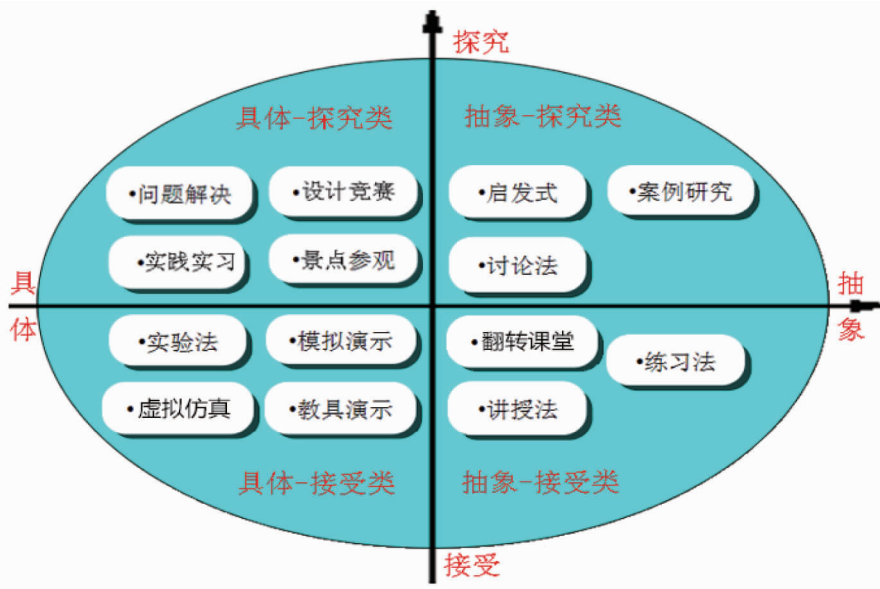 探究
具体-探究类
抽象-探究类
•问题解决
•设计竞赛
•启发式
•案例研究
•实践实习
•景点参观
•讨论法
具
体
抽
象
•实验法
•模拟演示
•翻转课堂
•练习法
•虚拟仿真
•教具演示
•讲授法
具体-接受类
抽象-接受类
接受